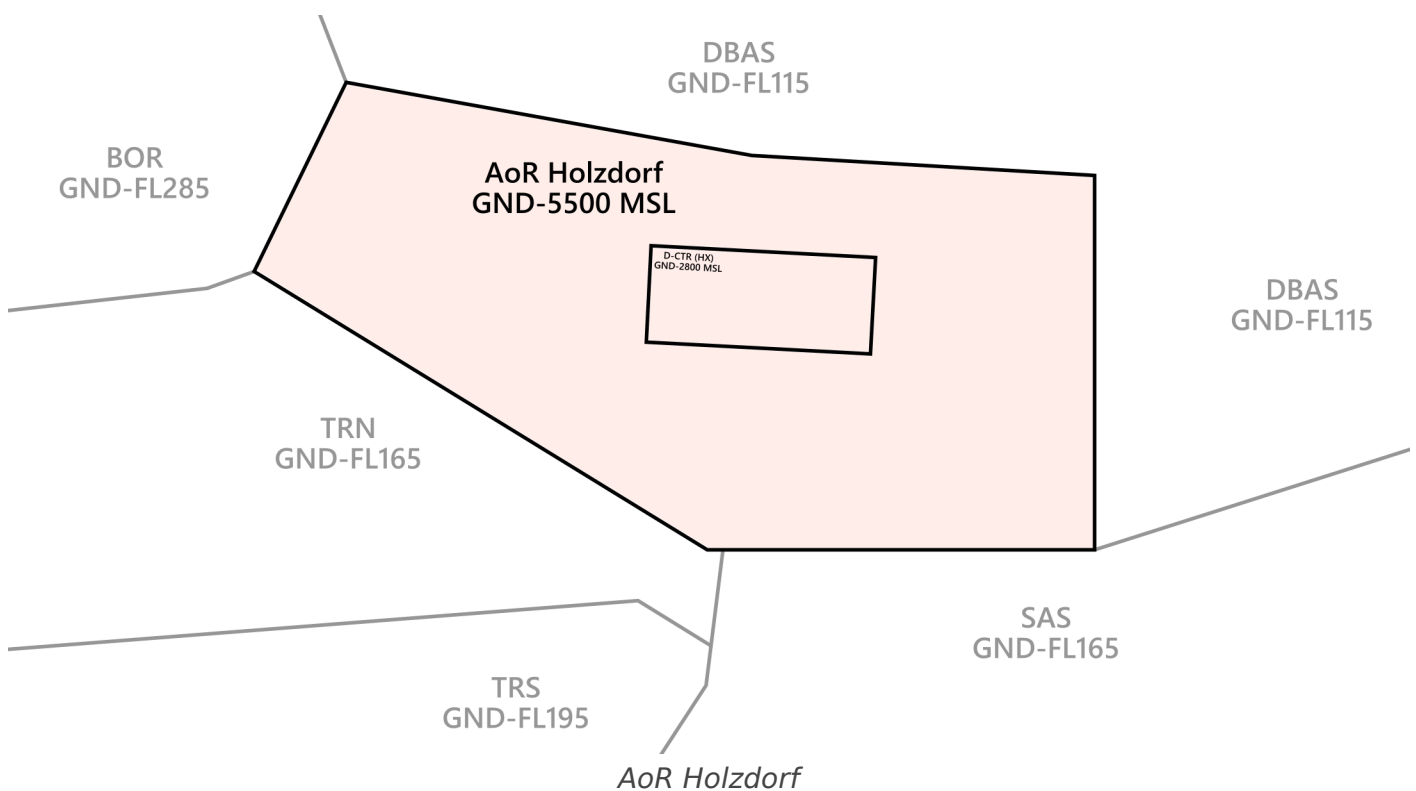 DBAS
GND-FL115
BOR
GND-FL285
AoR Holzdorf
GND-5500 MSL
D-CTR (HX)
GND-2800 MSL
DBAS
GND-FL115
TRN
GND-FL165
SAS
GND-FL165
TRS
GND-FL195
AoR Holzdorf